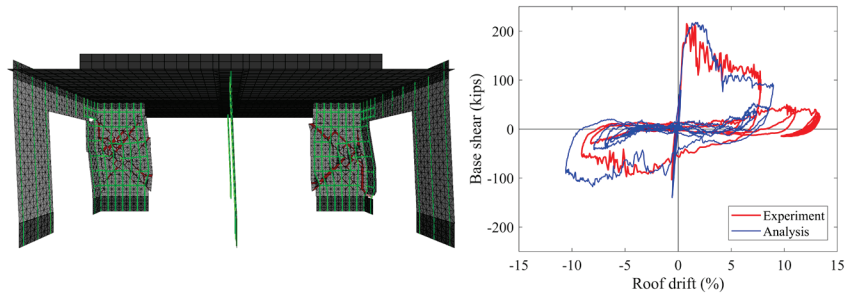 200
100
0
-100
-200
Base shear (kips)
Experiment
Analysis
-15 -10 -5 0 5 10 15
Roof drift (%)